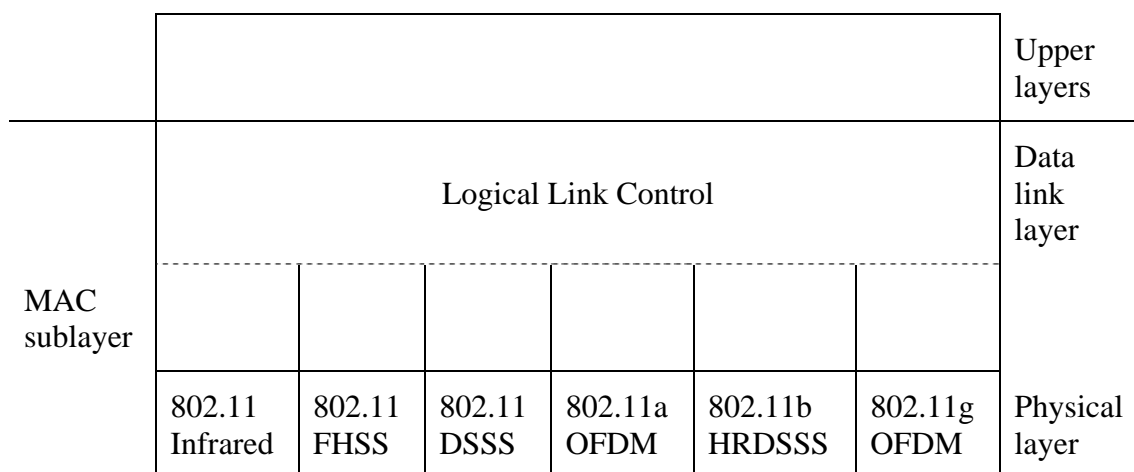 Upper
layers
Logical Link Control
Data
link
layer
MAC
sublayer
802.11
Infrared
802.11
FHSS
802.11
DSSS
802.11a
OFDM
802.11b
HRDSSS
802.11g
OFDM
Physical
layer